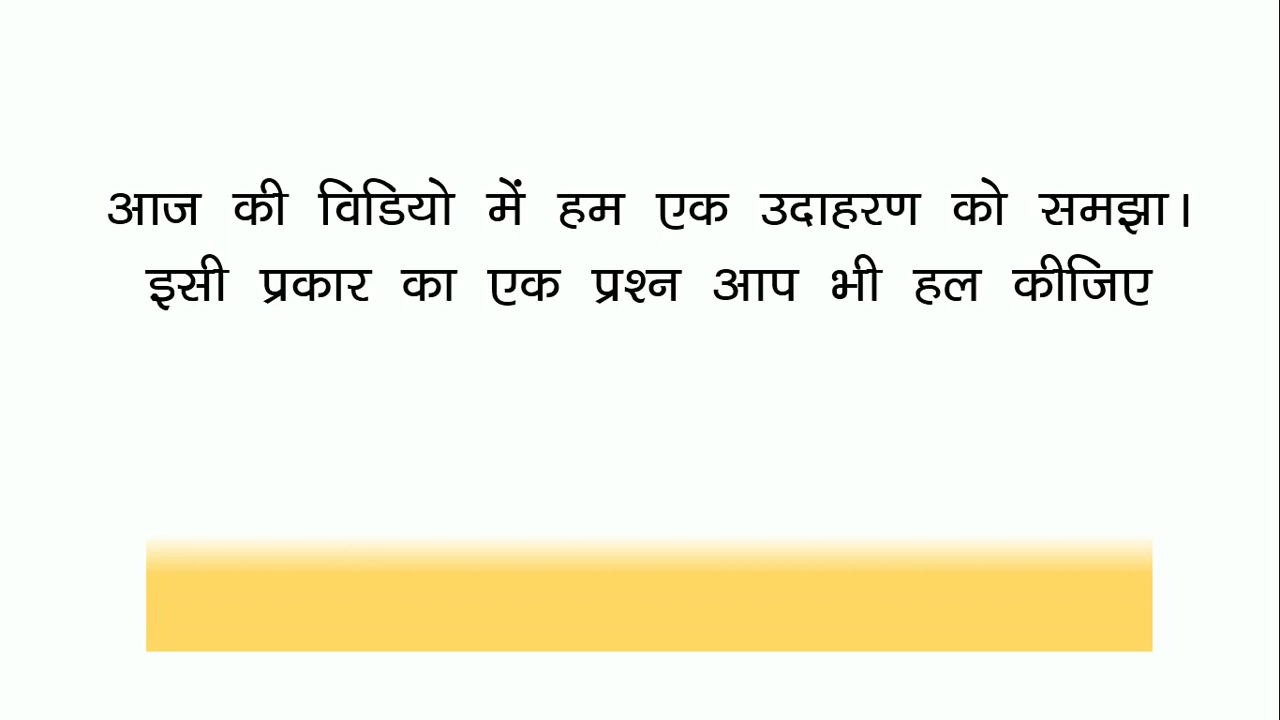 आज की विडियो में हम एक उदाहरण को समझा।
इसी प्रकार का एक प्रश्न आप भी हल कीजिए